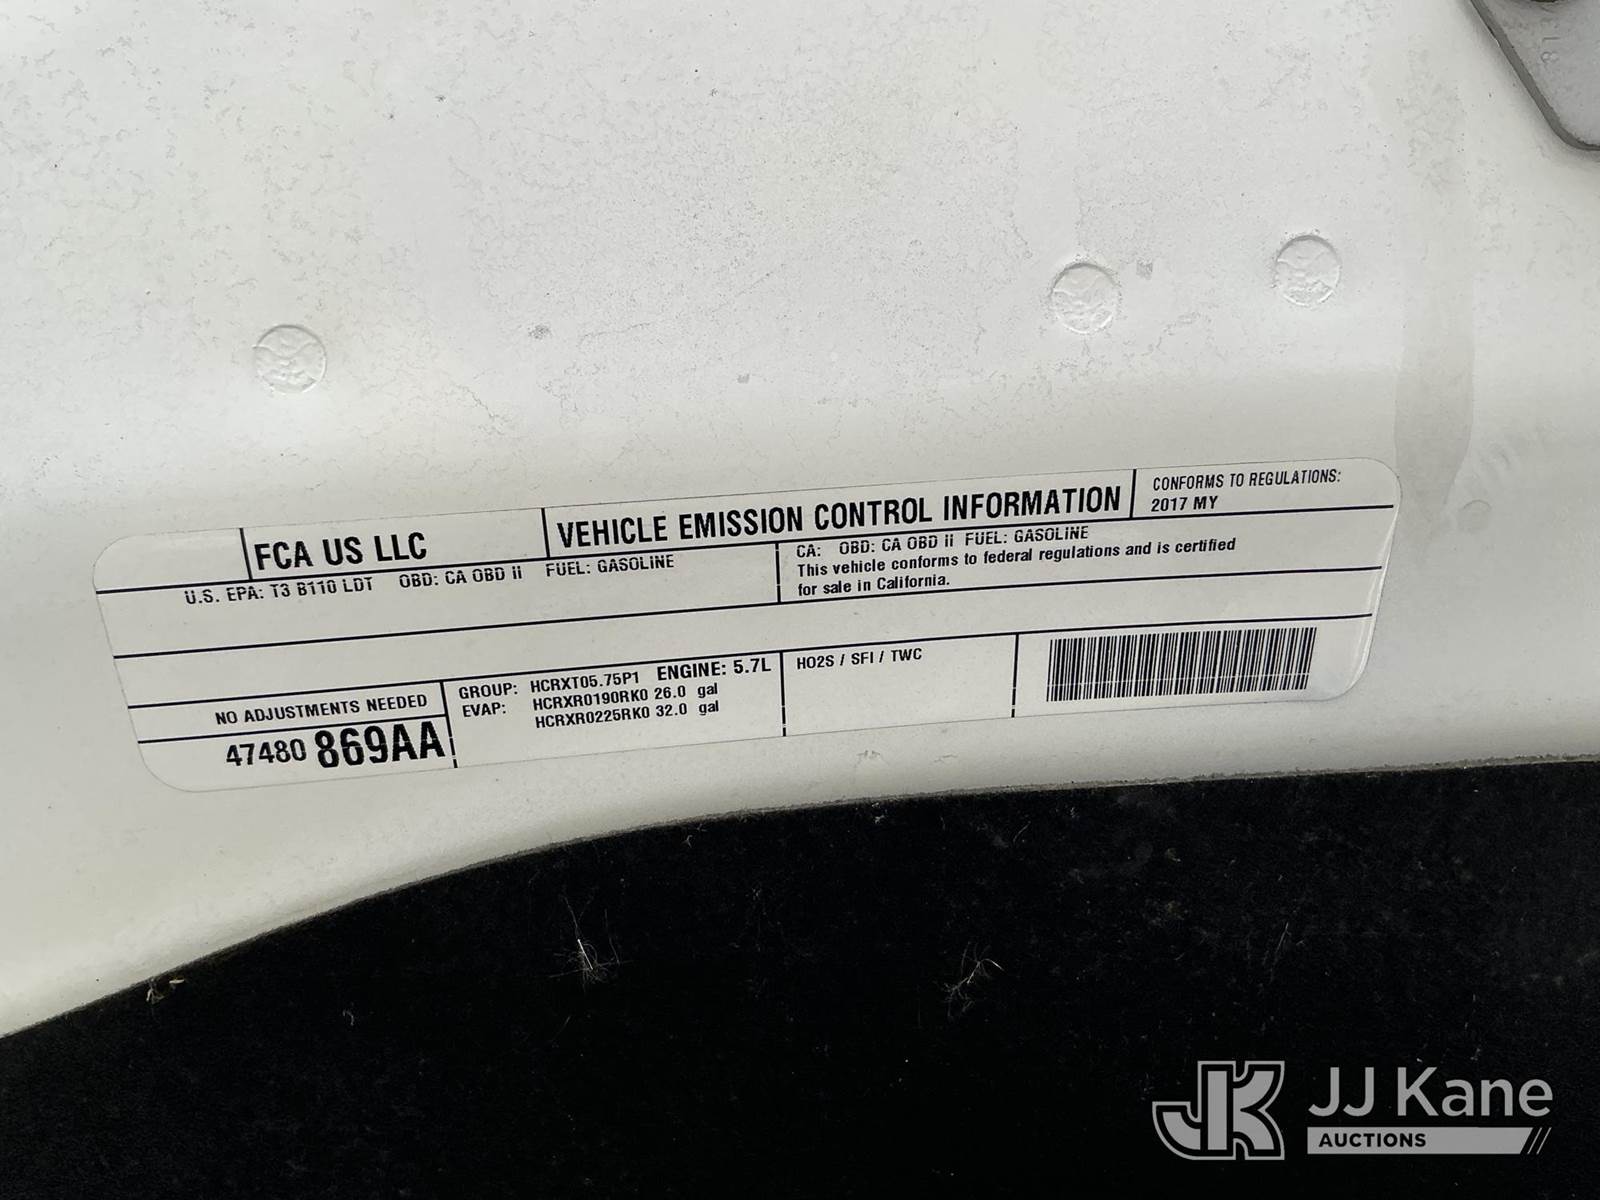 FCA US LLC
VEHICLE EMISSION CONTROL INFORMATION
CONFORMS TO REGULATIONS:
2017 MY
U.S. EPA: T3 B110 LDT OBD: CA OBD II FUEL: GASOLINE
CA: OBD: CA OBD II FUEL: GASOLINE
This vehicle conforms to federal regulations and is certified
for sale in California.
NO ADJUSTMENTS NEEDED
47480 869AA
GROUP: HCRXT05.75P1 ENGINE: 5.7L
EVAP: HCRXR0190RK0 26.0 gal
HCRXR0225RK0 32.0 gal
HO2S / SFI / TWC
JK JJ Kane
AUCTIONS